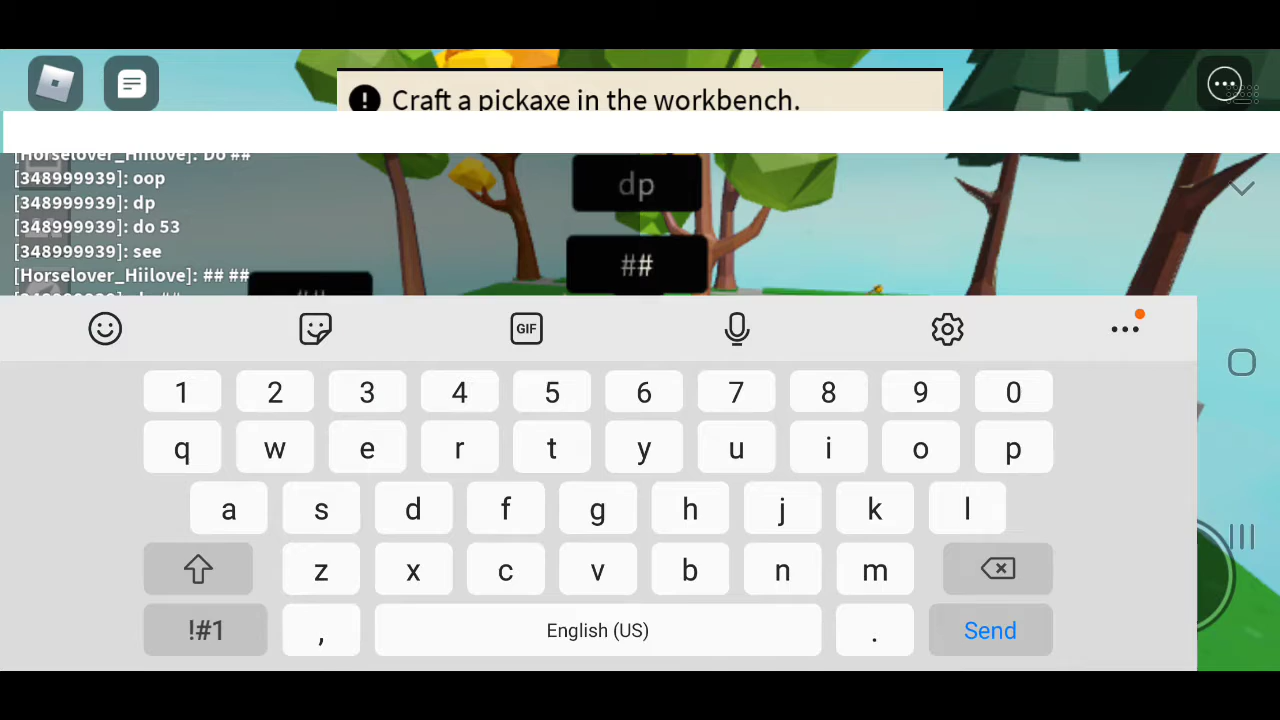 Craft a pickaxe in the workbench.
[Horselover_Hiilove]: Do ##
[348999939]: oop
[348999939]: dp
[348999939]: do 53
[348999939]: see
[Horselover_Hiilove]: ## ##
dp
##
GIF
1 2 3 4 5 6 7 8 9 0
q w e r t y u i o p
a s d f g h j k l
z x c v b n m
!#1 , English (US) . Send